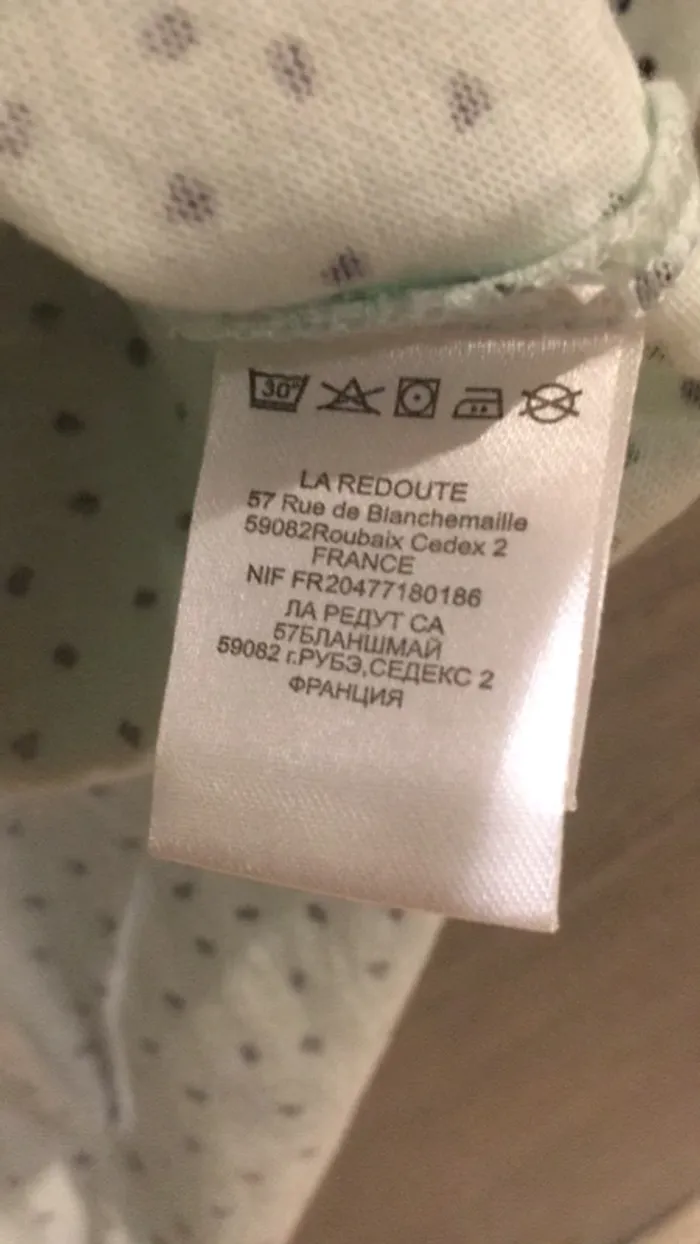 30°
LA REDOUTE
57 Rue de Blanchemaille
59082Roubaix Cedex 2
FRANCE
NIF FR20477180186
ЛА РЕДУТ СА
57БЛАНШМАЙ
59082 г.РУБЭ,СЕДЕКС 2
ФРАНЦИЯ